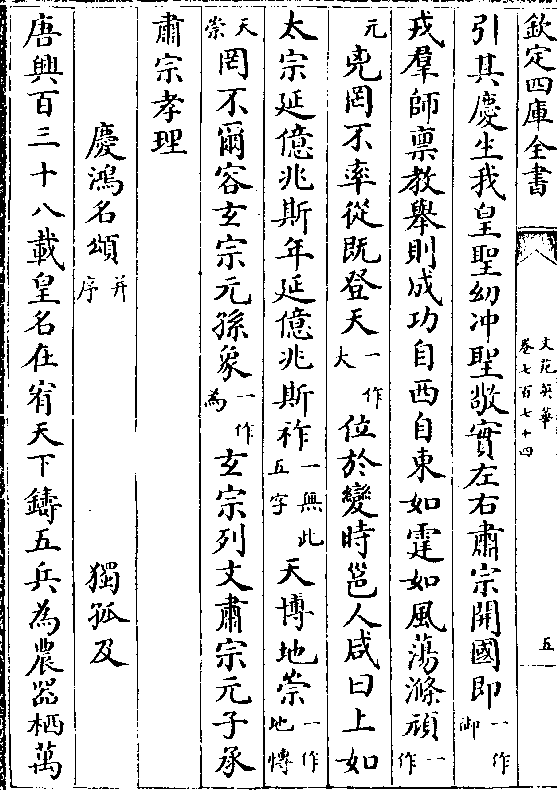 欽定四庫全書 文苑英華 卷七百七十四 五
引其慶生我皇聖幼冲聖敬實左右肅宗開國即一作御
戎羣師禀教舉則成功自西自東如霆如風蕩滌頑一作
元兇罔不率從既登天一作大位於變時邕人咸曰上如
太宗延億兆斯年延億兆斯祚一無此五字天博地崇一作地慱
天崇罔不爾容玄宗元孫象一作為玄宗列文肅宗元子承
肅宗孝理
慶鴻名頌并序 獨孤及
唐興百三十八載皇名在宥天下鑄五兵為農器栖萬